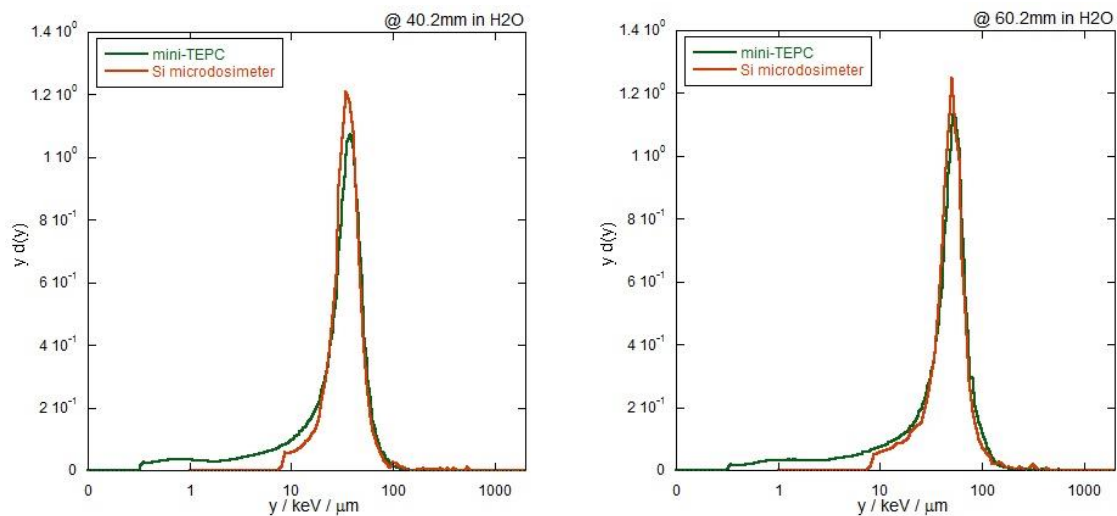 @ 40.2mm in H2O
1.4 10⁰
mini-TEPC
Si microdosimeter
1.2 10⁰
1 10⁰
8 10⁻¹
y d(y)
6 10⁻¹
4 10⁻¹
2 10⁻¹
0
0 1 10 100 1000
y / keV / μm
@ 60.2mm in H2O
1.4 10⁰
mini-TEPC
Si microdosimeter
1.2 10⁰
1 10⁰
8 10⁻¹
y d(y)
6 10⁻¹
4 10⁻¹
2 10⁻¹
0
0 1 10 100 1000
y / keV / μm